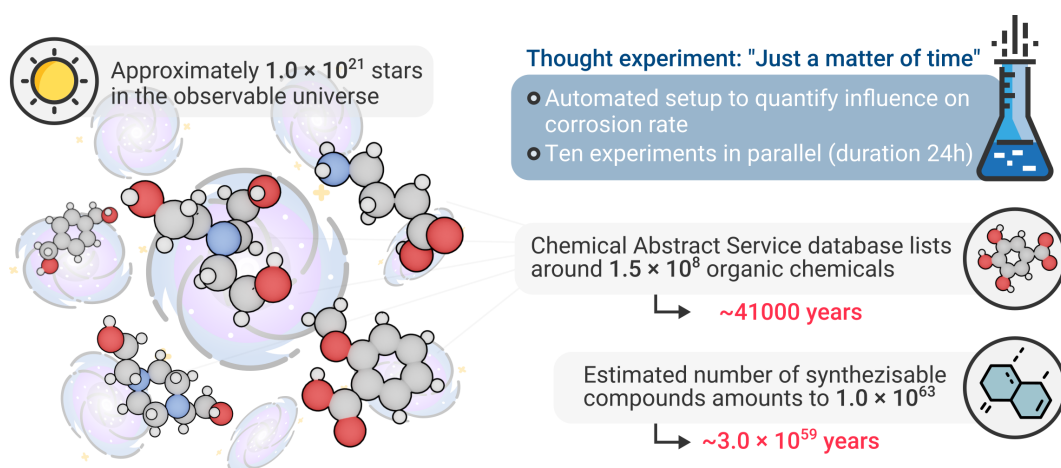 Approximately 1.0 × 10²¹ stars
in the observable universe
Thought experiment: "Just a matter of time"
Automated setup to quantify influence on
corrosion rate
Ten experiments in parallel (duration 24h)
Chemical Abstract Service database lists
around 1.5 × 10⁸ organic chemicals
~41000 years
Estimated number of synthezisable
compounds amounts to 1.0 × 10⁶³
~3.0 × 10⁵⁹ years